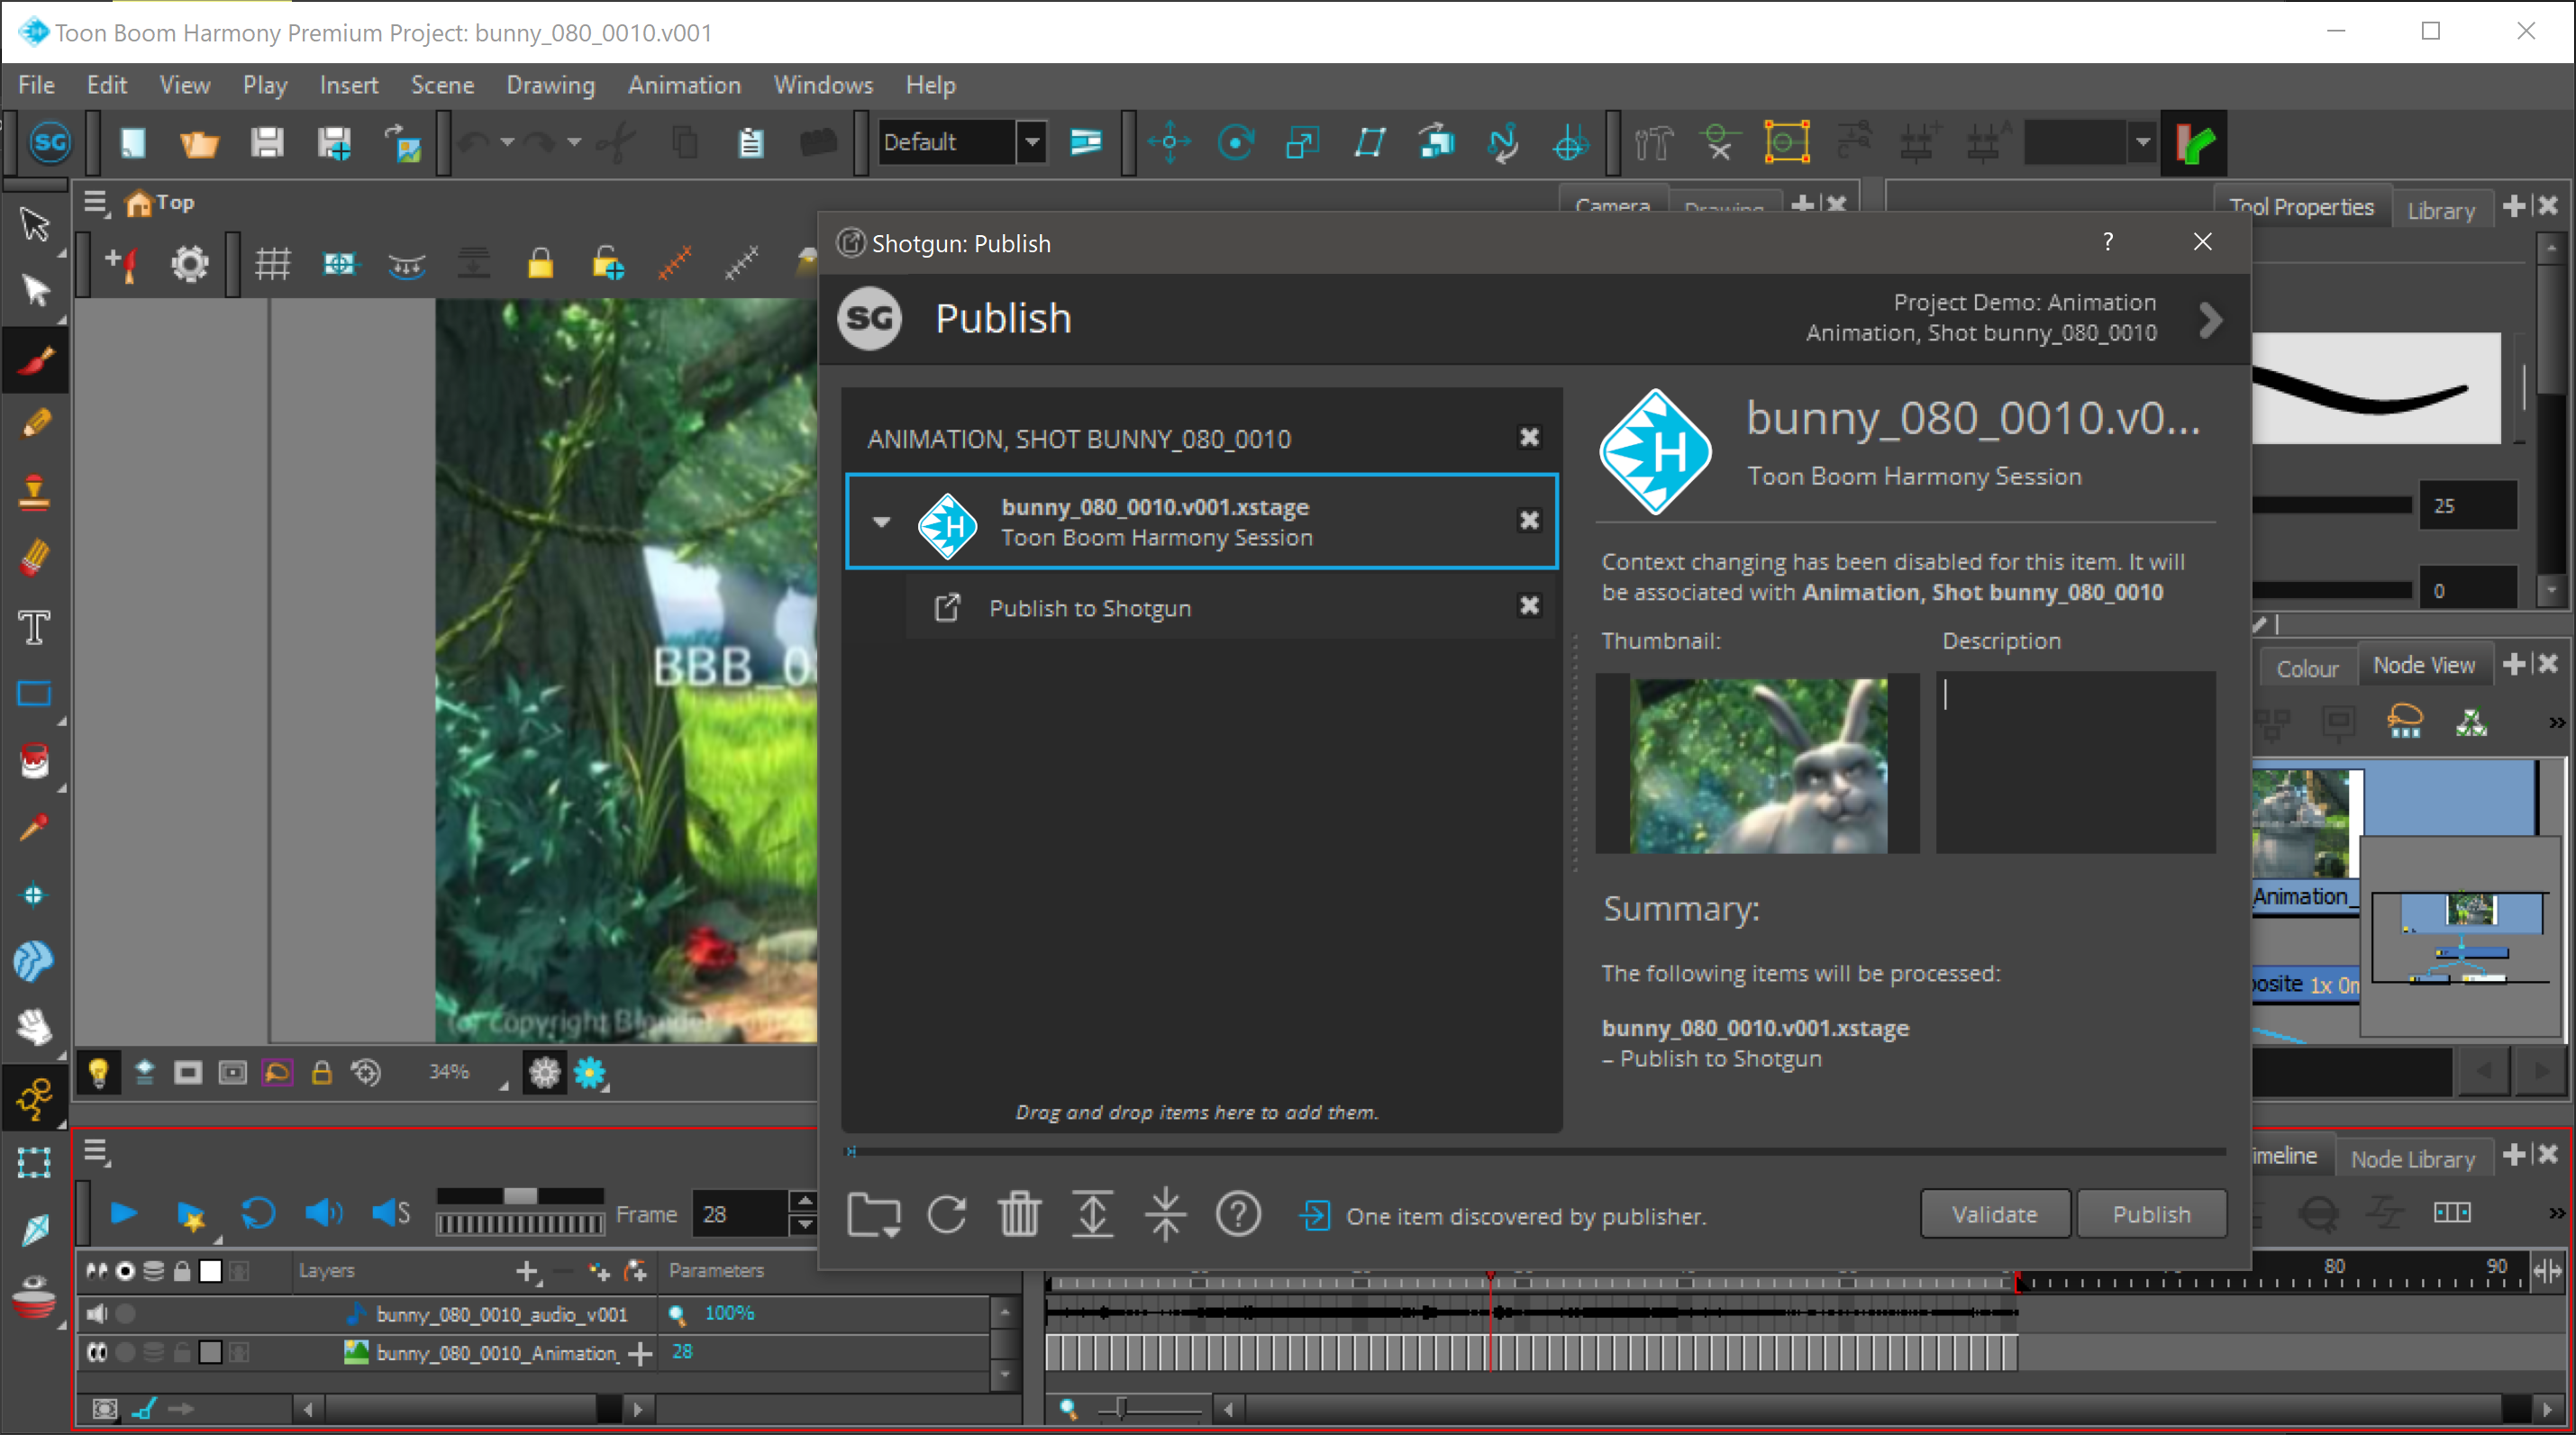 Toon Boom Harmony Premium Project: bunny_080_0010.v001
File Edit View Play Insert Scene Drawing Animation Windows Help
SG
Default
Top
Camera Drawing
Tool Properties Library
Shotgun: Publish
?
SG Publish
Project Demo: Animation
Animation, Shot bunny_080_0010
ANIMATION, SHOT BUNNY_080_0010
H
bunny_080_0010.v001.xstage
Toon Boom Harmony Session
Publish to Shotgun
Drag and drop items here to add them.
H
bunny_080_0010.v0...
Toon Boom Harmony Session
Context changing has been disabled for this item. It will
be associated with Animation, Shot bunny_080_0010
Thumbnail:
Description
Summary:
The following items will be processed:
bunny_080_0010.v001.xstage
– Publish to Shotgun
One item discovered by publisher.
Validate
Publish
25
0
T
BBB_0
(c) Copyright
Colour Node View
Animation_
1x
34%
Node Library
S
Frame 28
Layers
Parameters
80 90
bunny_080_0010_audio_v001
100%
bunny_080_0010_Animation_
28